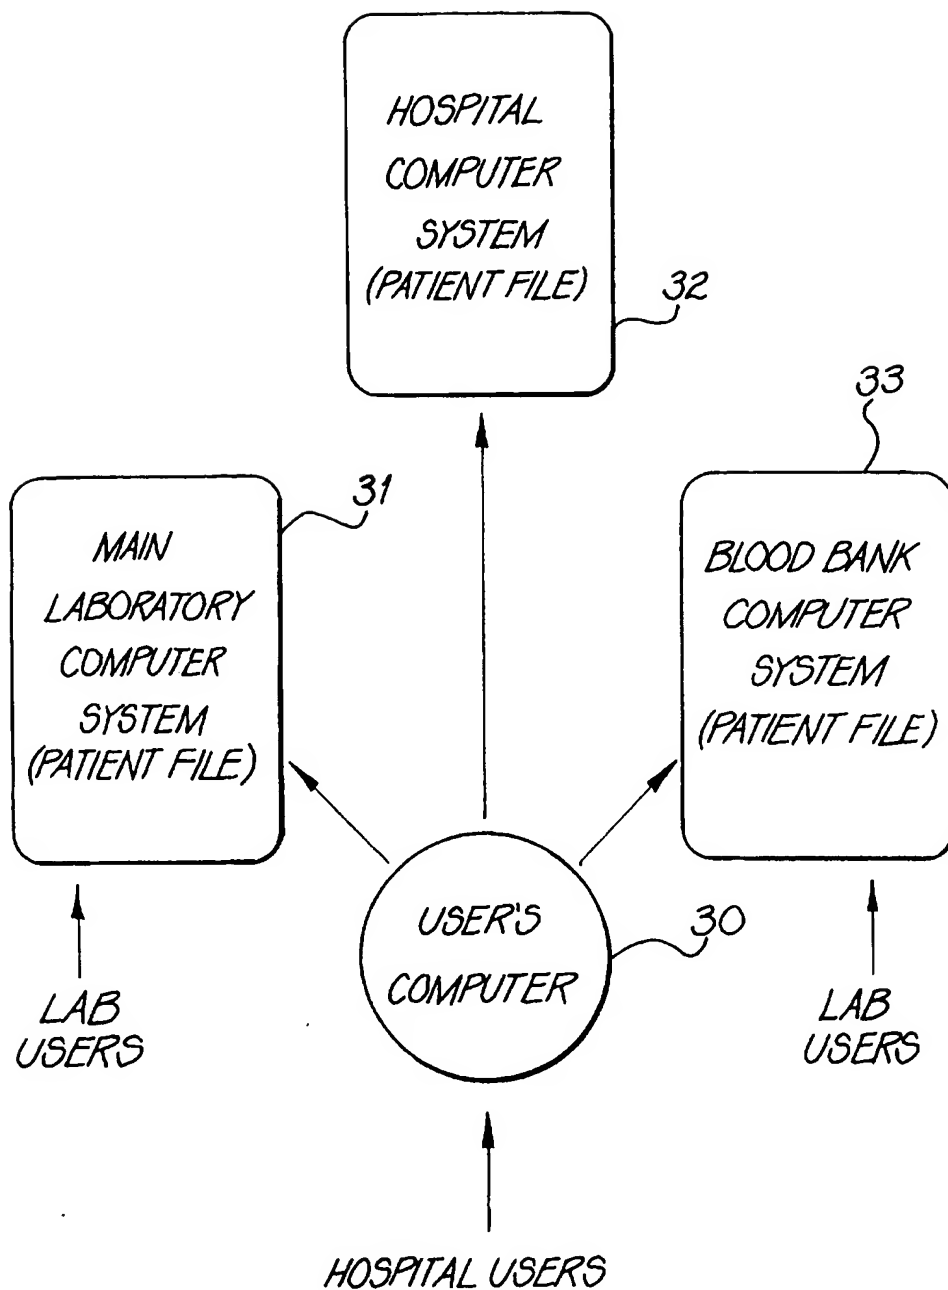 HOSPITAL
COMPUTER
SYSTEM
(PATIENT FILE)
32
33
31
MAIN
LABORATORY
COMPUTER
SYSTEM
(PATIENT FILE)
BLOOD BANK
COMPUTER
SYSTEM
(PATIENT FILE)
USER'S
COMPUTER
30
LAB
USERS
LAB
USERS
HOSPITAL USERS